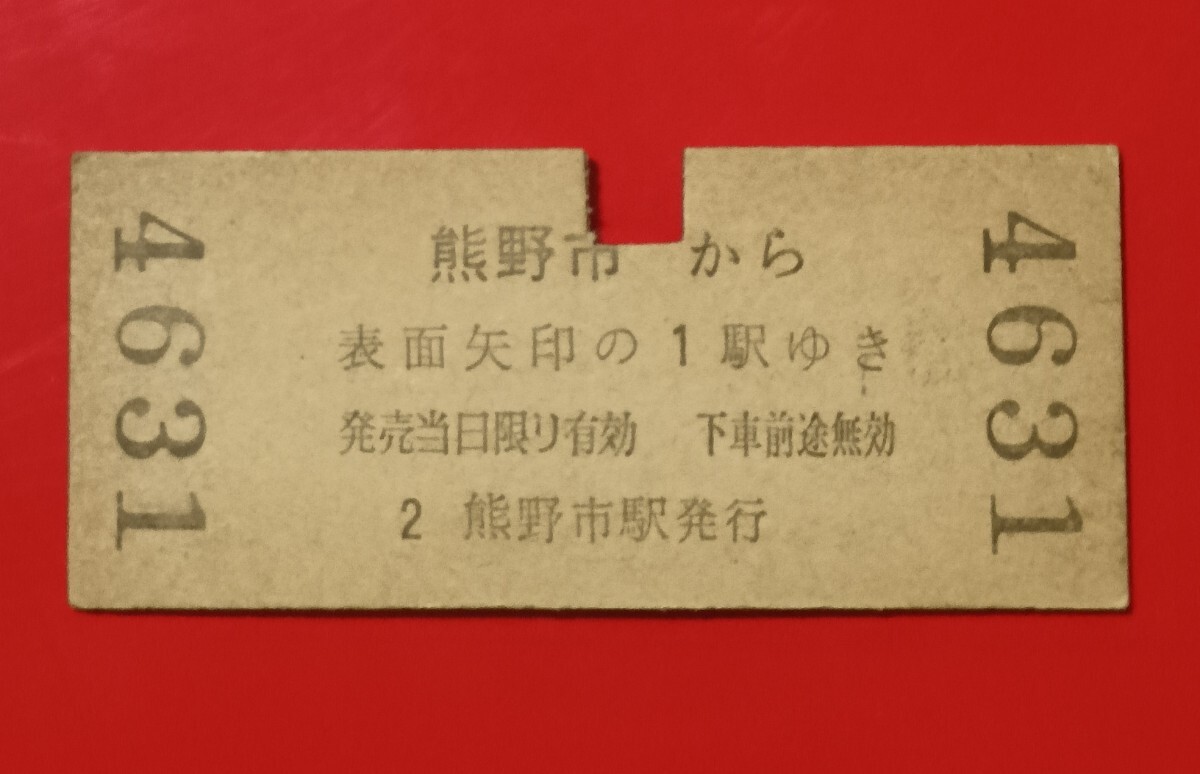 4631
熊野市 から
表面矢印の1駅ゆき
発売当日限り有効 下車前途無効
2 熊野市駅発行
4631